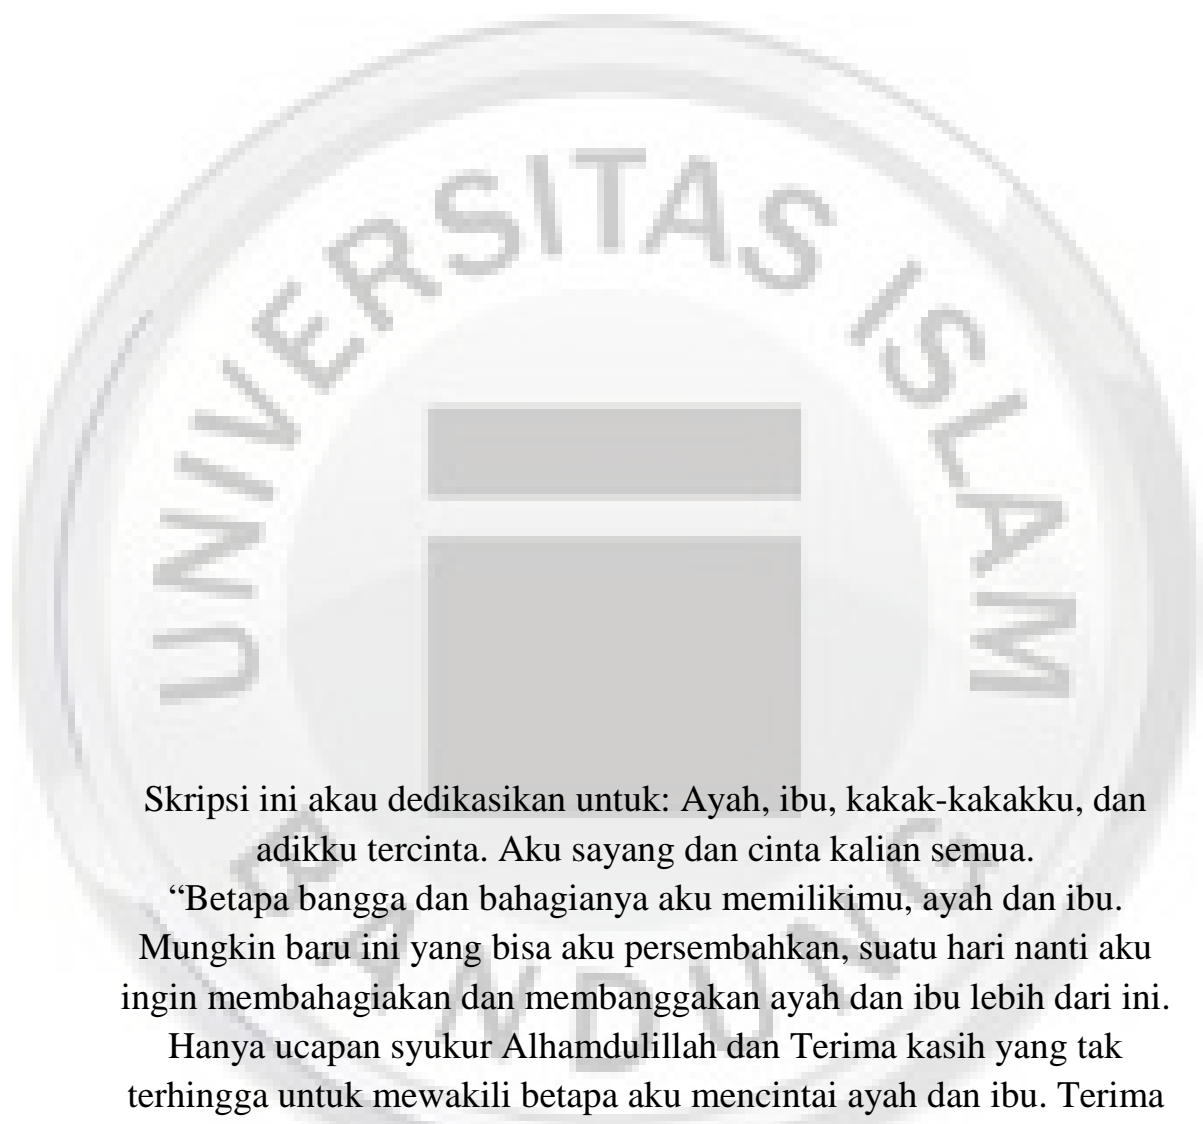 UNIVERSITAS ISLAM
BANDUNG
Skripsi ini akau dedikasikan untuk: Ayah, ibu, kakak-kakakku, dan
adikku tercinta. Aku sayang dan cinta kalian semua.
“Betapa bangga dan bahagianya aku memilikimu, ayah dan ibu.
Mungkin baru ini yang bisa aku persembahkan, suatu hari nanti aku
ingin membahagiakan dan membanggakan ayah dan ibu lebih dari ini.
Hanya ucapan syukur Alhamdulillah dan Terima kasih yang tak
terhingga untuk mewakili betapa aku mencintai ayah dan ibu. Terima